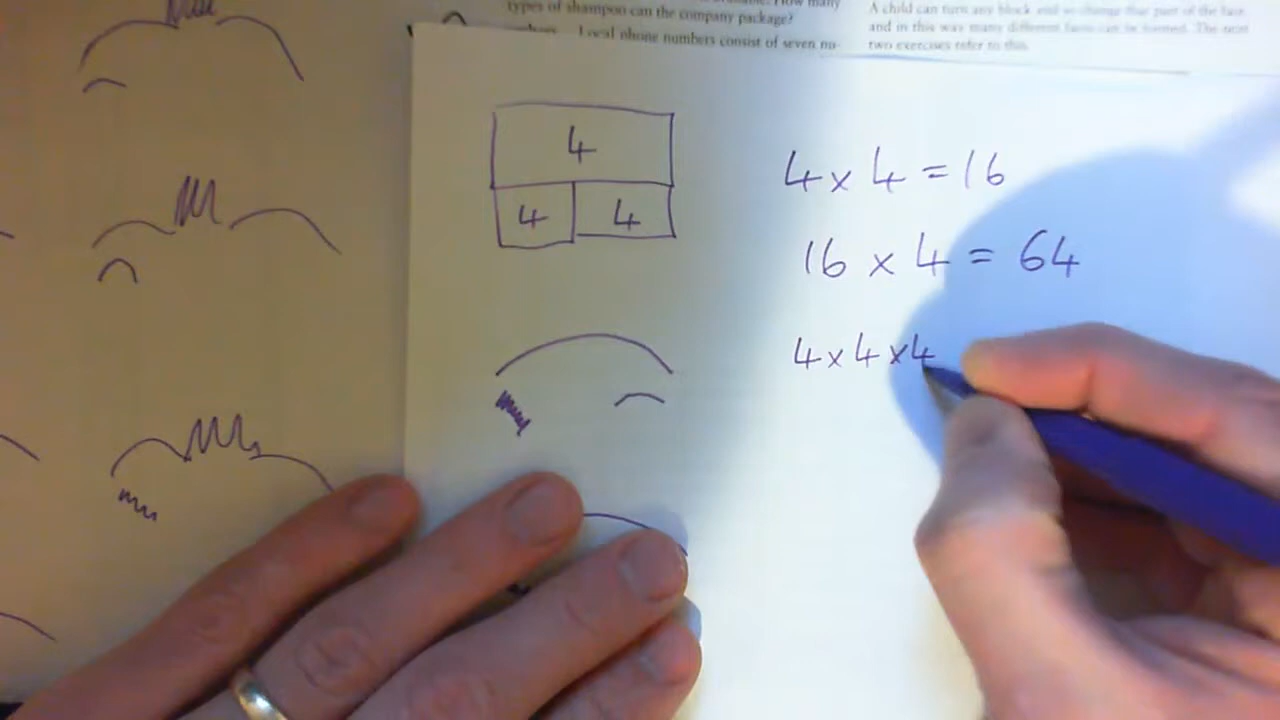 types of shampoo can the company package?
Local phone numbers consist of seven nu-
A child can turn any block and so change that part of the face
and in this way many different faces can be formed. The next
two exercises refer to this.
4
4 4
4 × 4 = 16
16 × 4 = 64
4 × 4 × 4